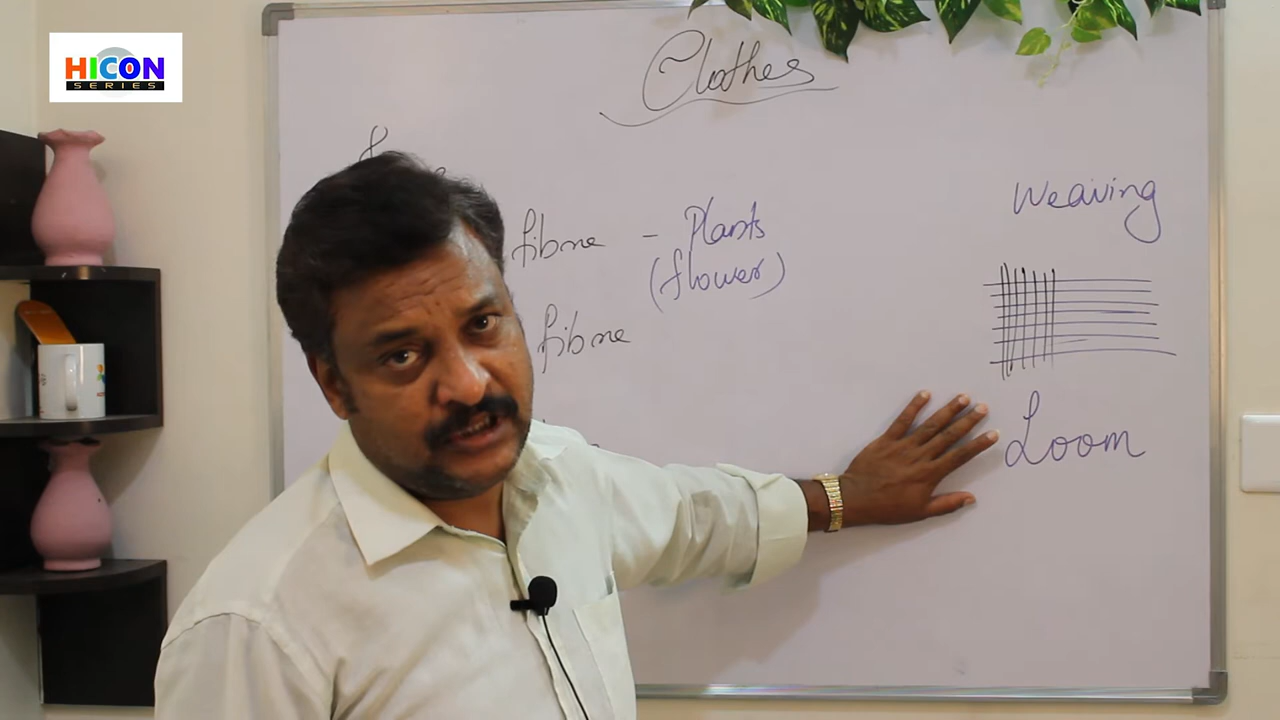 HICON
SERIES
Clothes
fibre - Plants
(flower)
fibre
Weaving
Loom